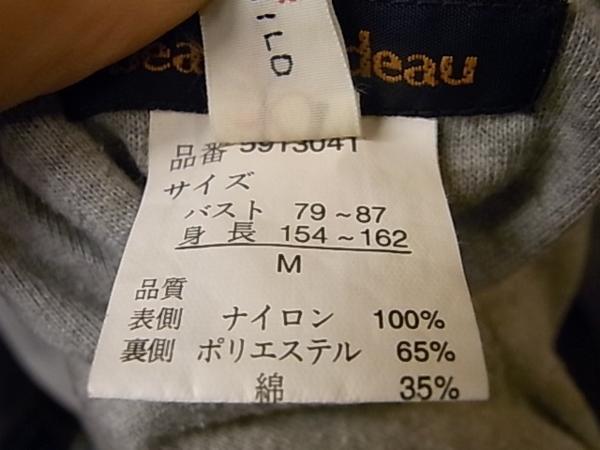 deau
品番 5913041
サイズ
バスト 79~87
身長 154~162
M
品質
表側 ナイロン 100%
裏側 ポリエステル 65%
綿 35%